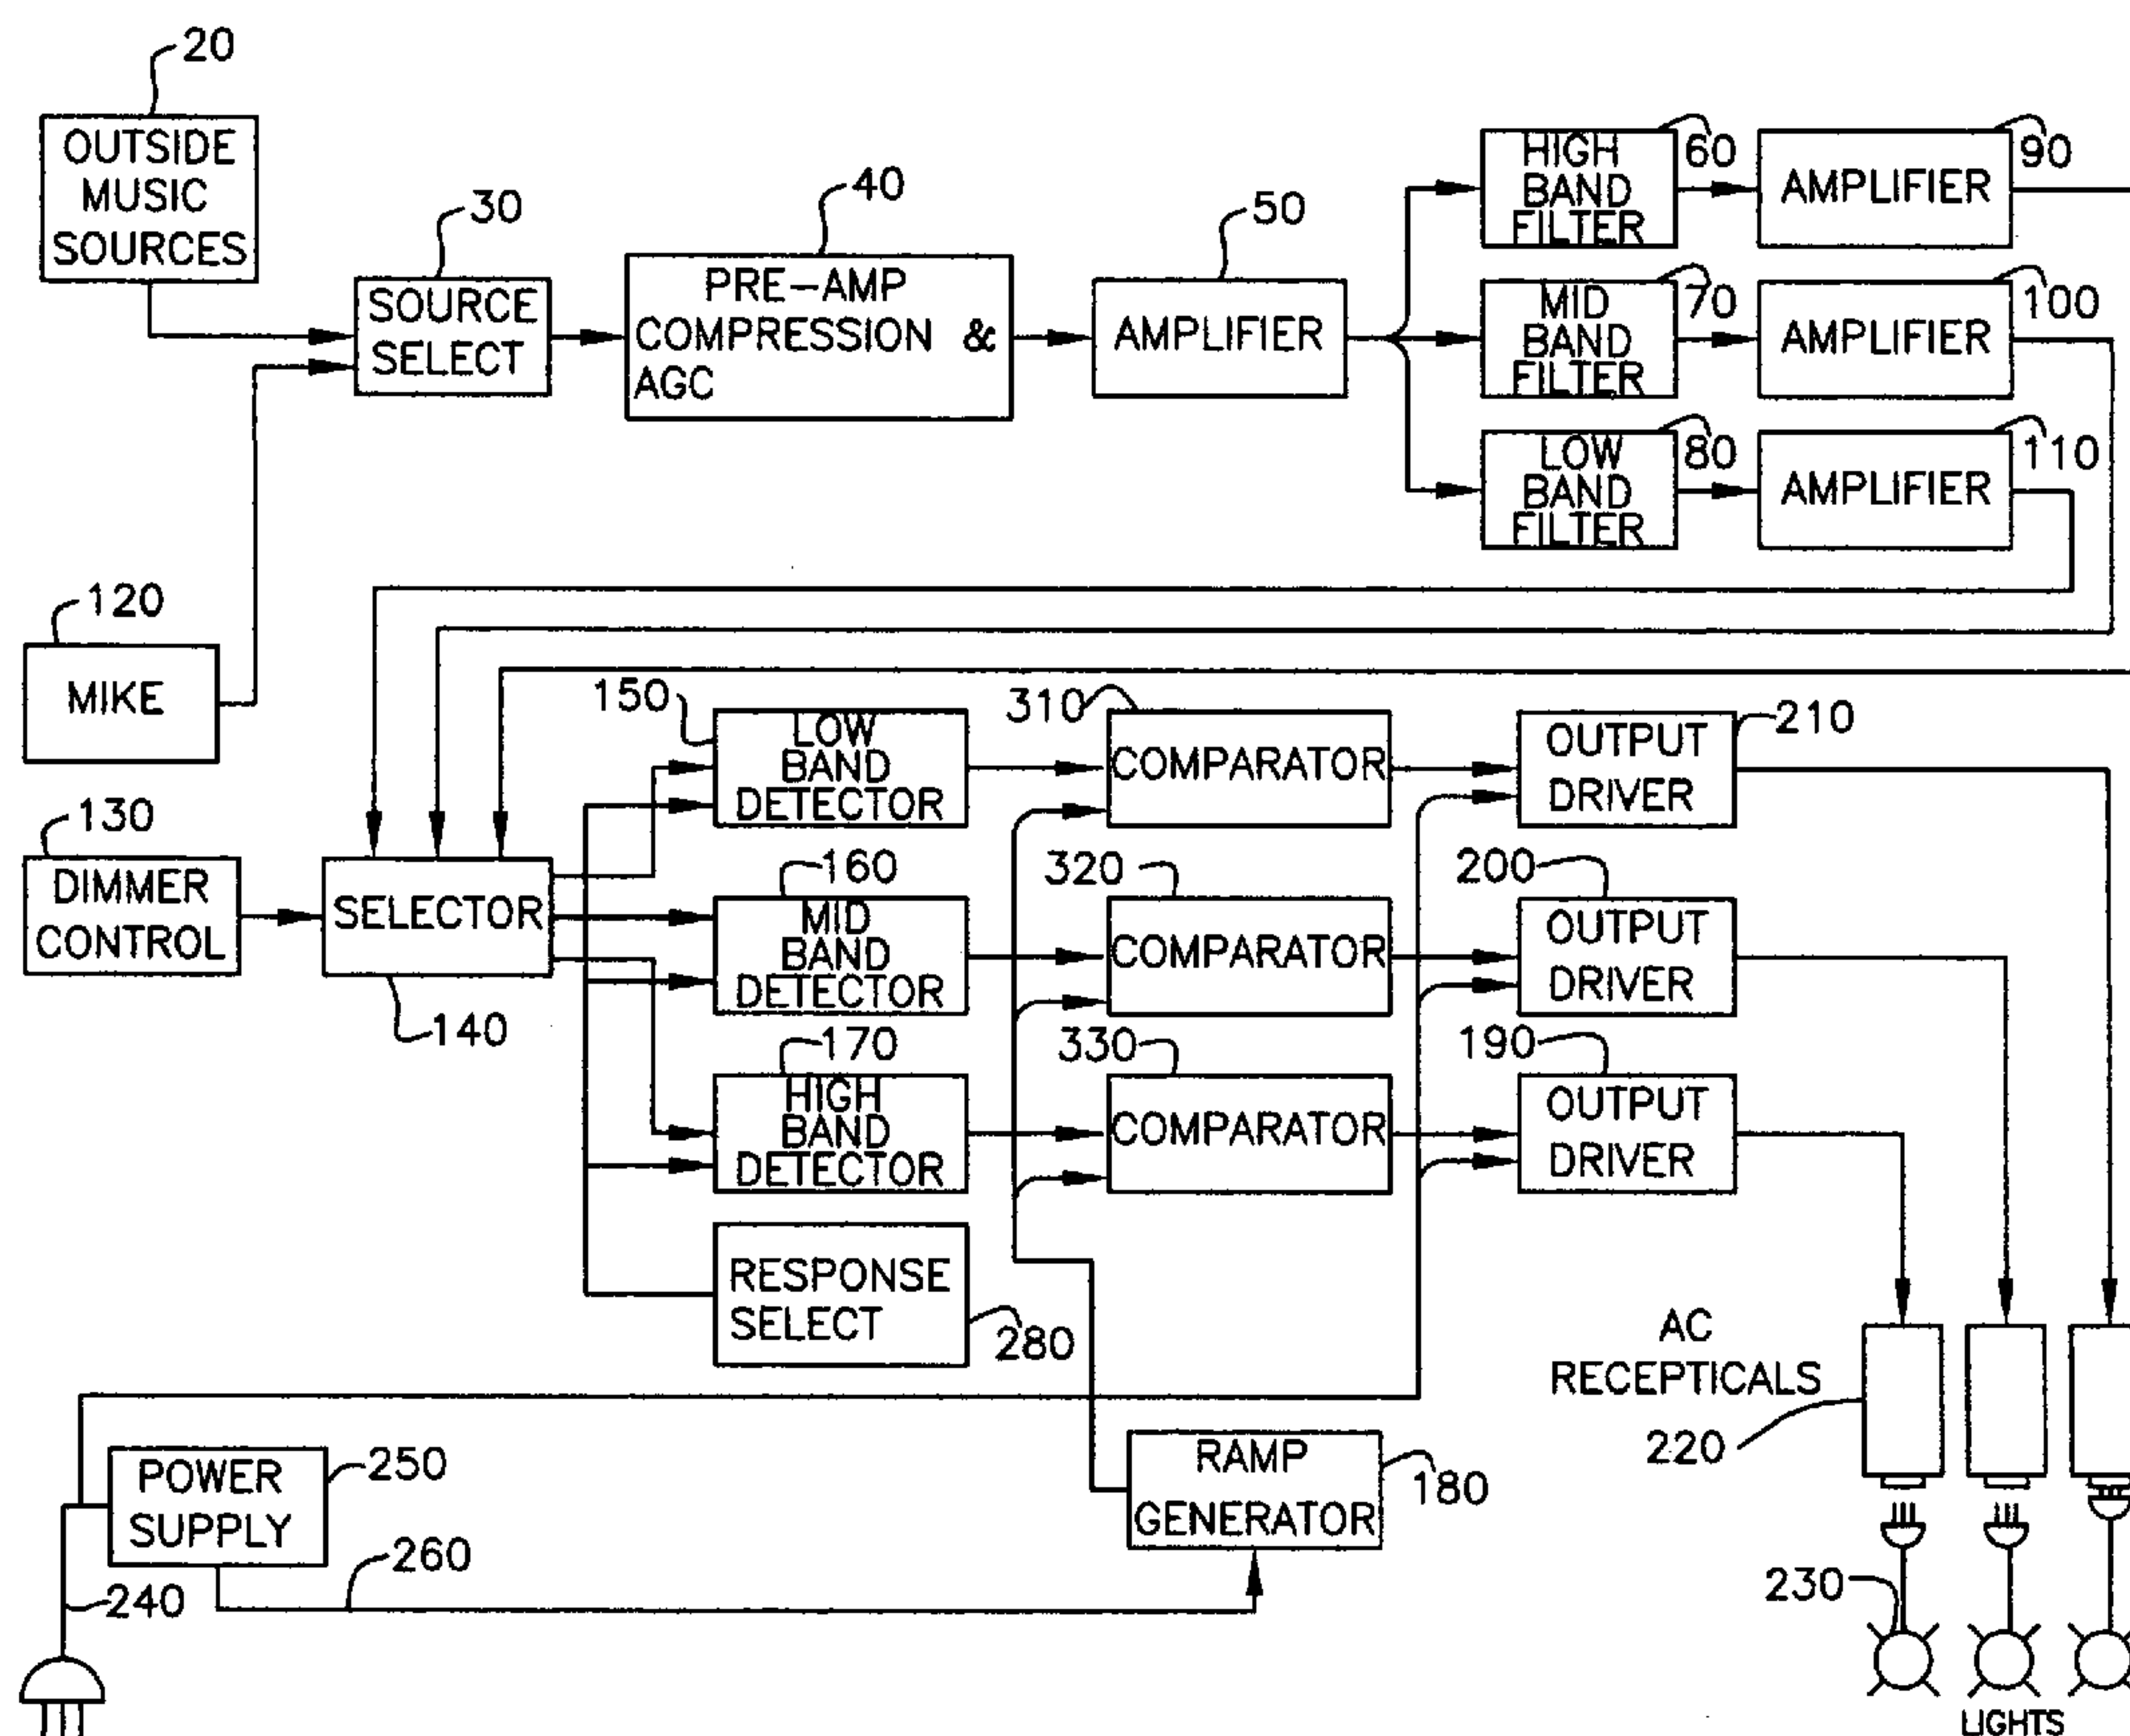 20
OUTSIDE
MUSIC
SOURCES
30
SOURCE
SELECT
40
PRE-AMP
COMPRESSION &
AGC
50
AMPLIFIER
HIGH
BAND
FILTER
60
AMPLIFIER
90
MID
BAND
FILTER
70
AMPLIFIER
100
LOW
BAND
FILTER
80
AMPLIFIER
110
120
MIKE
130
DIMMER
CONTROL
SELECTOR
140
150
LOW
BAND
DETECTOR
310
COMPARATOR
OUTPUT
DRIVER
210
160
MID
BAND
DETECTOR
320
COMPARATOR
200
OUTPUT
DRIVER
170
HIGH
BAND
DETECTOR
330
COMPARATOR
190
OUTPUT
DRIVER
RESPONSE
SELECT
280
AC
RECEPTICALS
220
POWER
SUPPLY
250
RAMP
GENERATOR
180
240
260
230
LIGHTS